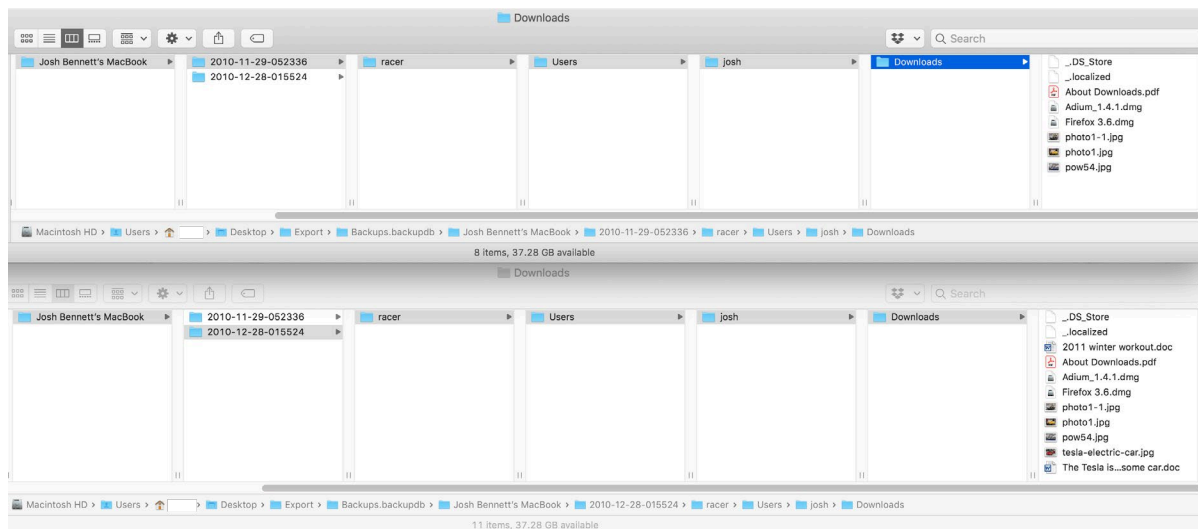 Downloads
Search
Josh Bennett's MacBook
2010-11-29-052336
2010-12-28-015524
racer
Users
josh
Downloads
_.DS_Store
_.localized
About Downloads.pdf
Adium_1.4.1.dmg
Firefox 3.6.dmg
photo1-1.jpg
photo1.jpg
pow54.jpg
Macintosh HD › Users › › Desktop › Export › Backups.backupdb › Josh Bennett's MacBook › 2010-11-29-052336 › racer › Users › josh › Downloads
8 items, 37.28 GB available
Downloads
Search
Josh Bennett's MacBook
2010-11-29-052336
2010-12-28-015524
racer
Users
josh
Downloads
_.DS_Store
_.localized
2011 winter workout.doc
About Downloads.pdf
Adium_1.4.1.dmg
Firefox 3.6.dmg
photo1-1.jpg
photo1.jpg
pow54.jpg
tesla-electric-car.jpg
The Tesla is...some car.doc
Macintosh HD › Users › › Desktop › Export › Backups.backupdb › Josh Bennett's MacBook › 2010-12-28-015524 › racer › Users › josh › Downloads
11 items, 37.28 GB available